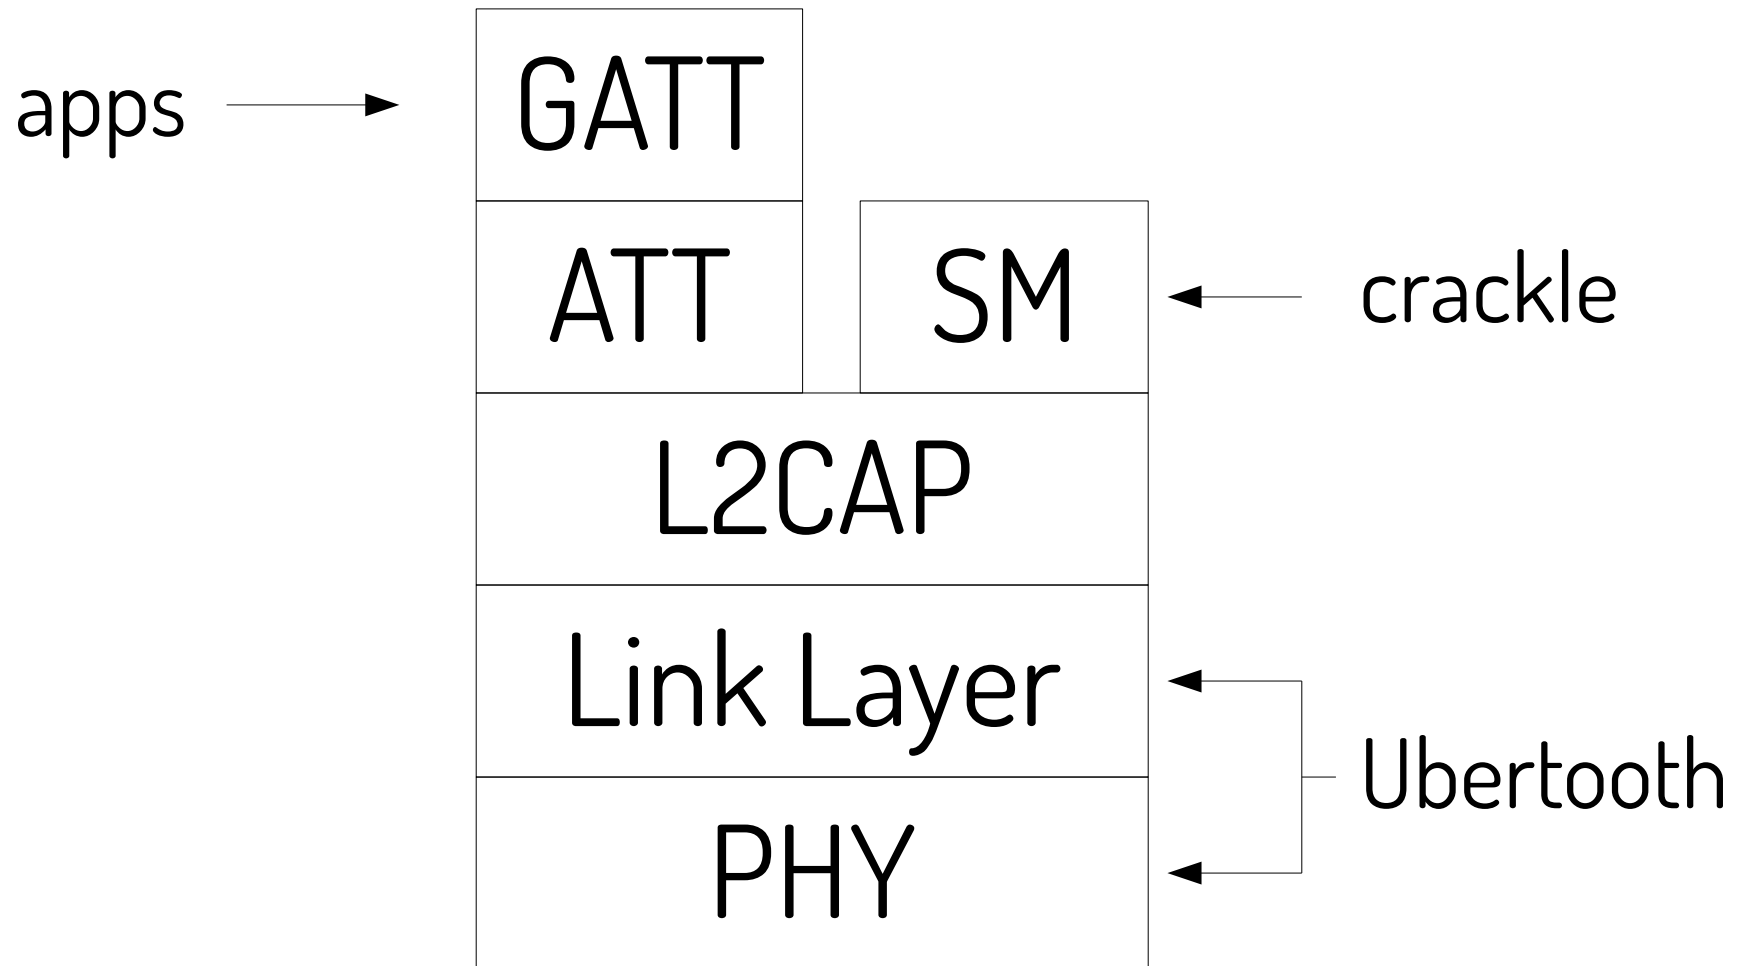 GATT
apps
ATT
SM
crackle
L2CAP
Link Layer
Ubertooth
PHY